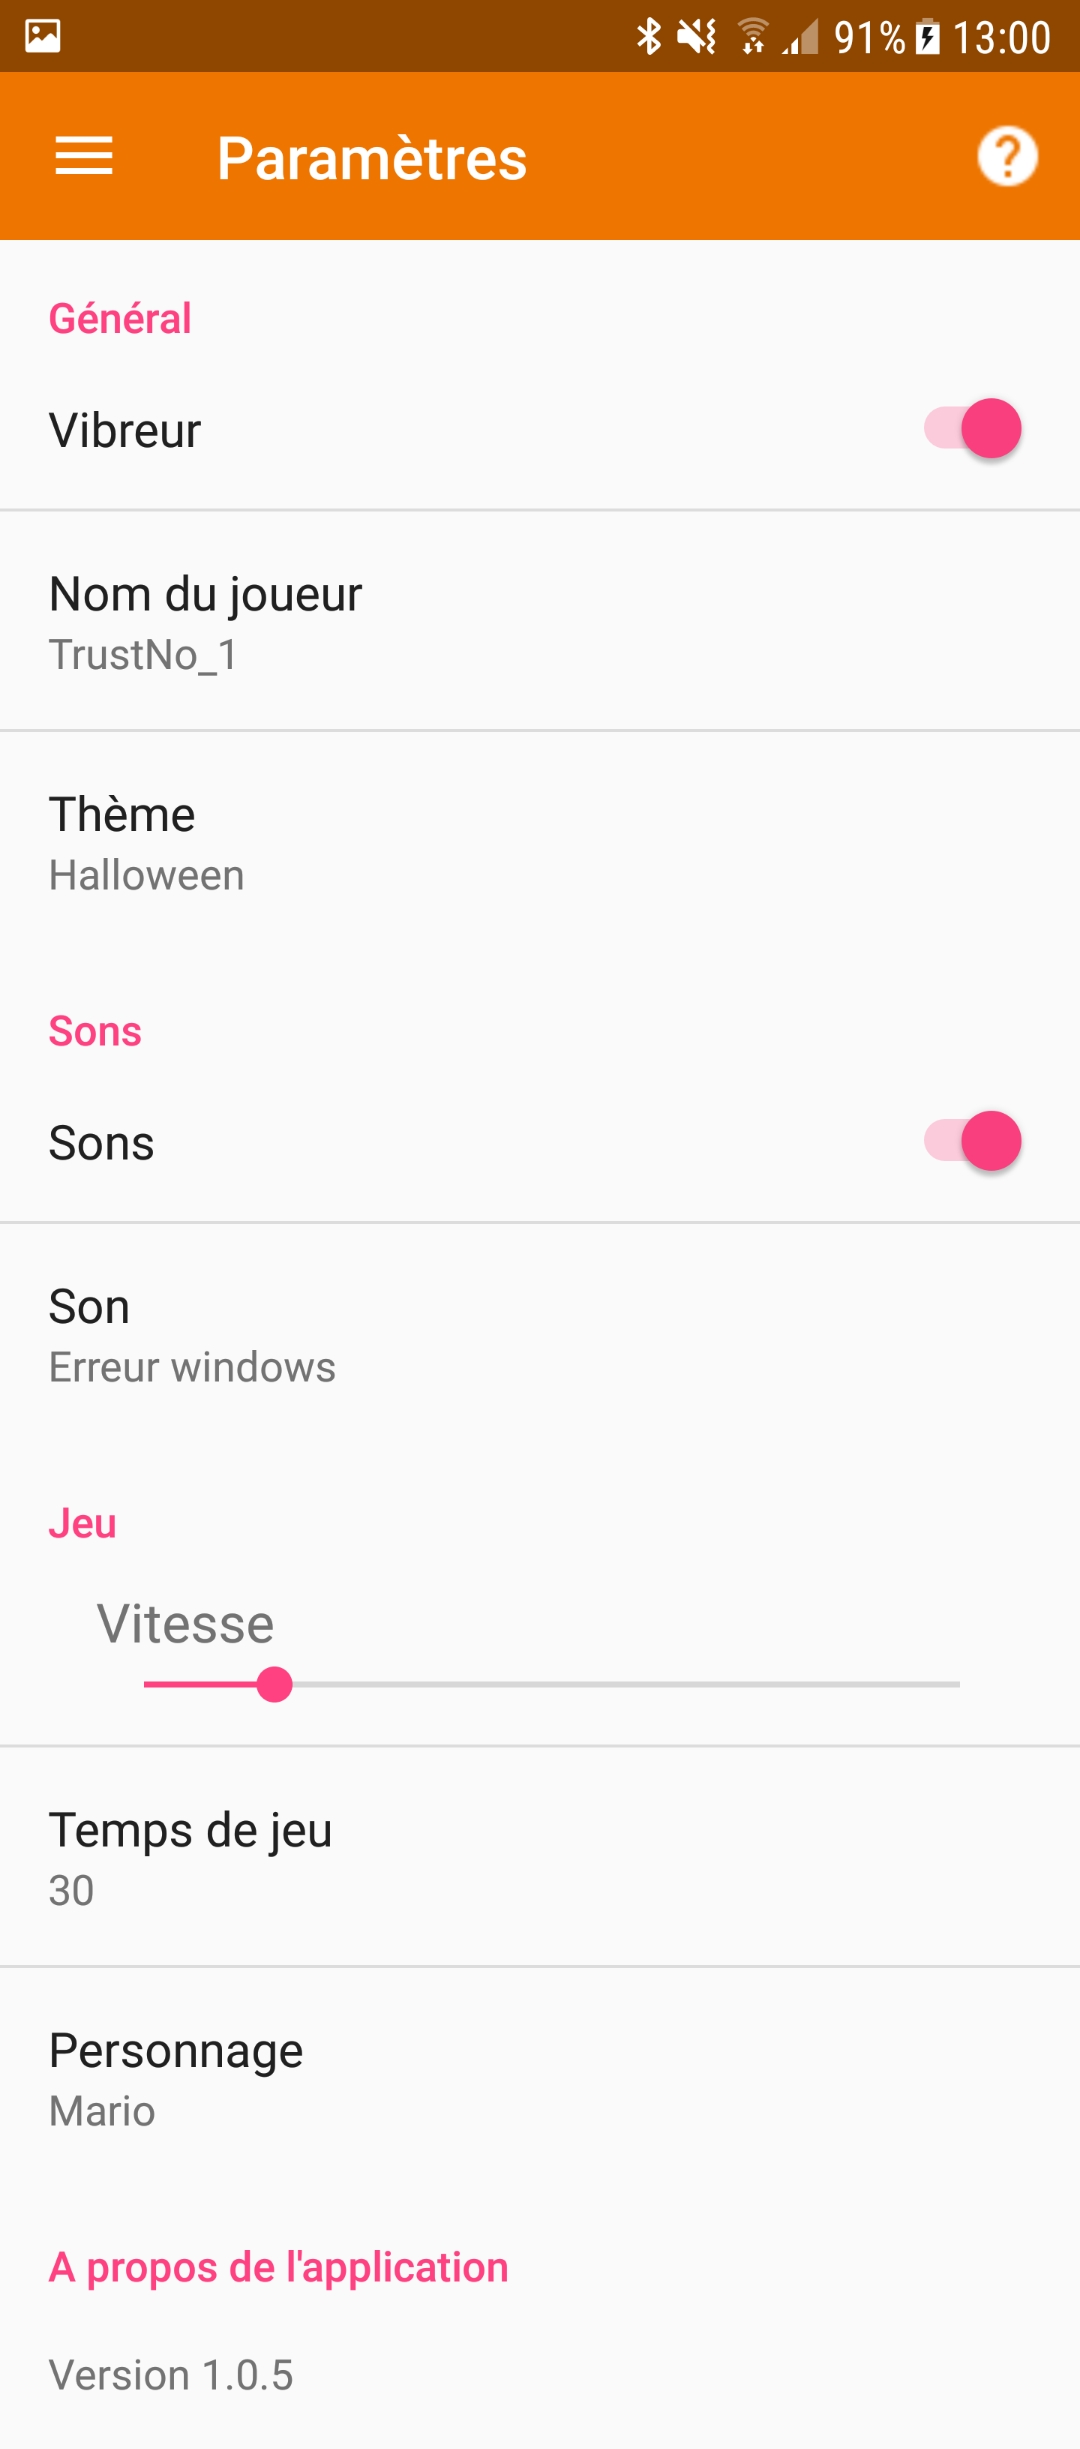 91% 13:00
Paramètres
Général
Vibreur
Nom du joueur
TrustNo_1
Thème
Halloween
Sons
Sons
Son
Erreur windows
Jeu
Vitesse
Temps de jeu
30
Personnage
Mario
A propos de l'application
Version 1.0.5